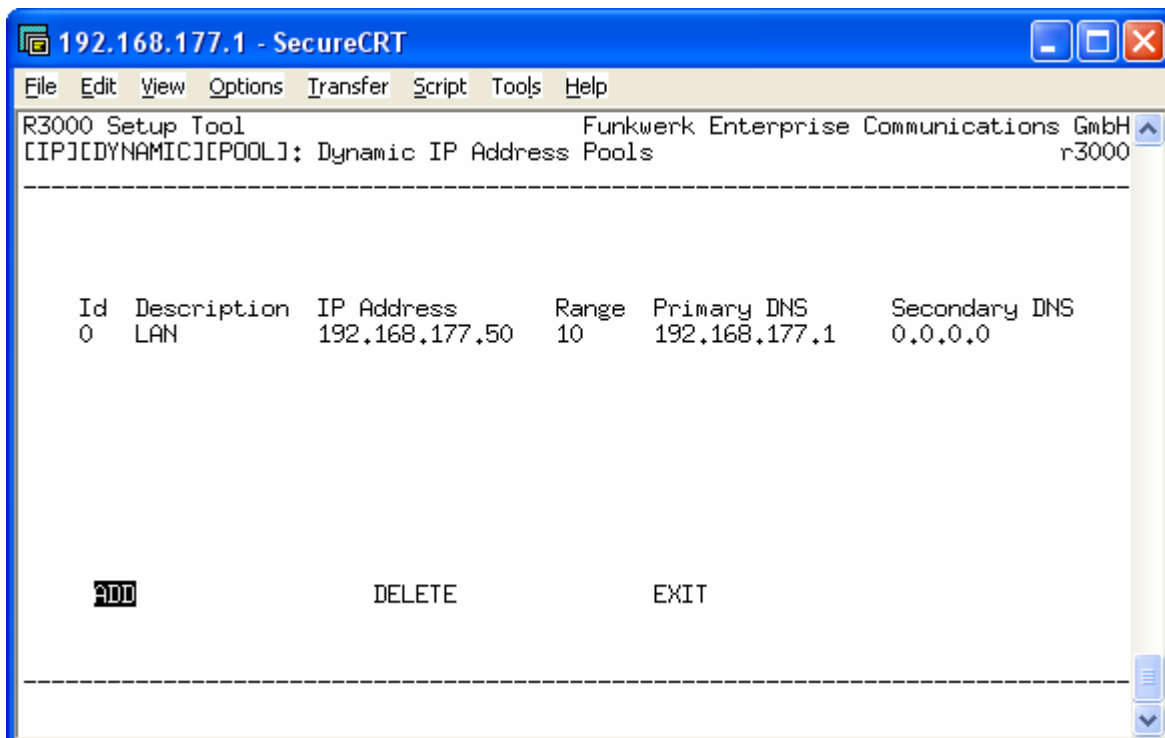 192.168.177.1 - SecureCRT
File Edit View Options Transfer Script Tools Help
R3000 Setup Tool Funkwerk Enterprise Communications GmbH
[IP][DYNAMIC][POOL]: Dynamic IP Address Pools r3000
Id Description IP Address Range Primary DNS Secondary DNS
0 LAN 192.168.177.50 10 192.168.177.1 0.0.0.0
ADD DELETE EXIT